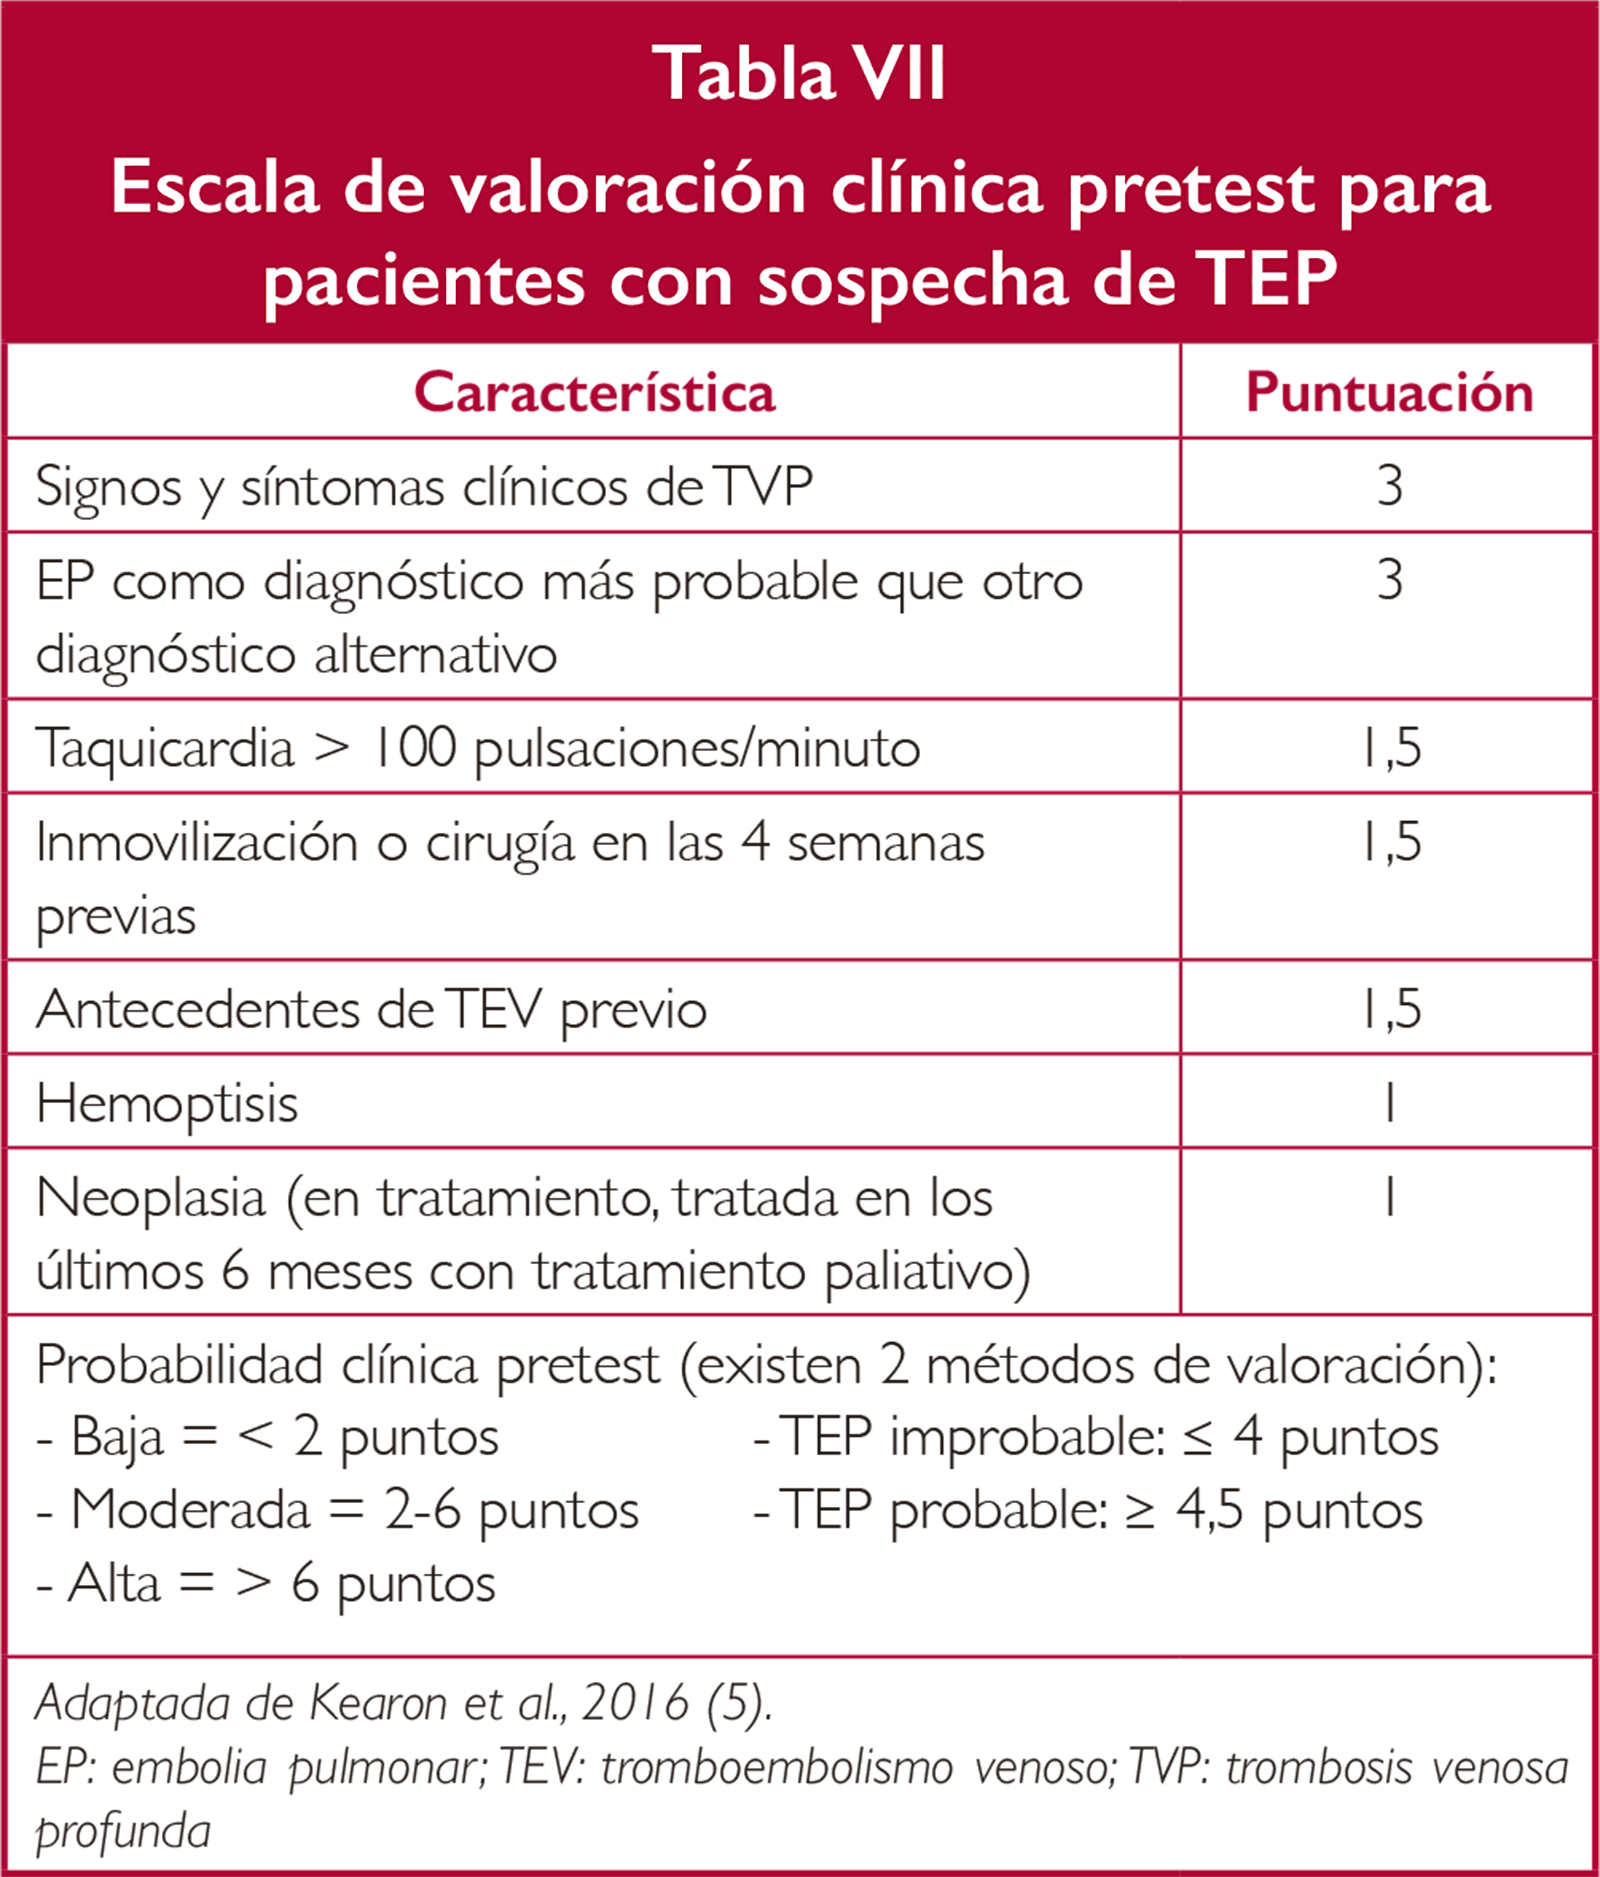 Tabla VII
Escala de valoración clínica pretest para
pacientes con sospecha de TEP
Característica Puntuación
Signos y síntomas clínicos de TVP 3
EP como diagnóstico más probable que otro 3
diagnóstico alternativo
Taquicardia > 100 pulsaciones/minuto 1,5
Inmovilización o cirugía en las 4 semanas 1,5
previas
Antecedentes de TEV previo 1,5
Hemoptisis 1
Neoplasia (en tratamiento, tratada en los 1
últimos 6 meses con tratamiento paliativo)
Probabilidad clínica pretest (existen 2 métodos de valoración):
- Baja = < 2 puntos - TEP improbable: ≤ 4 puntos
- Moderada = 2-6 puntos - TEP probable: ≥ 4,5 puntos
- Alta = > 6 puntos
Adaptada de Kearon et al., 2016 (5).
EP: embolia pulmonar; TEV: tromboembolismo venoso; TVP: trombosis venosa
profunda